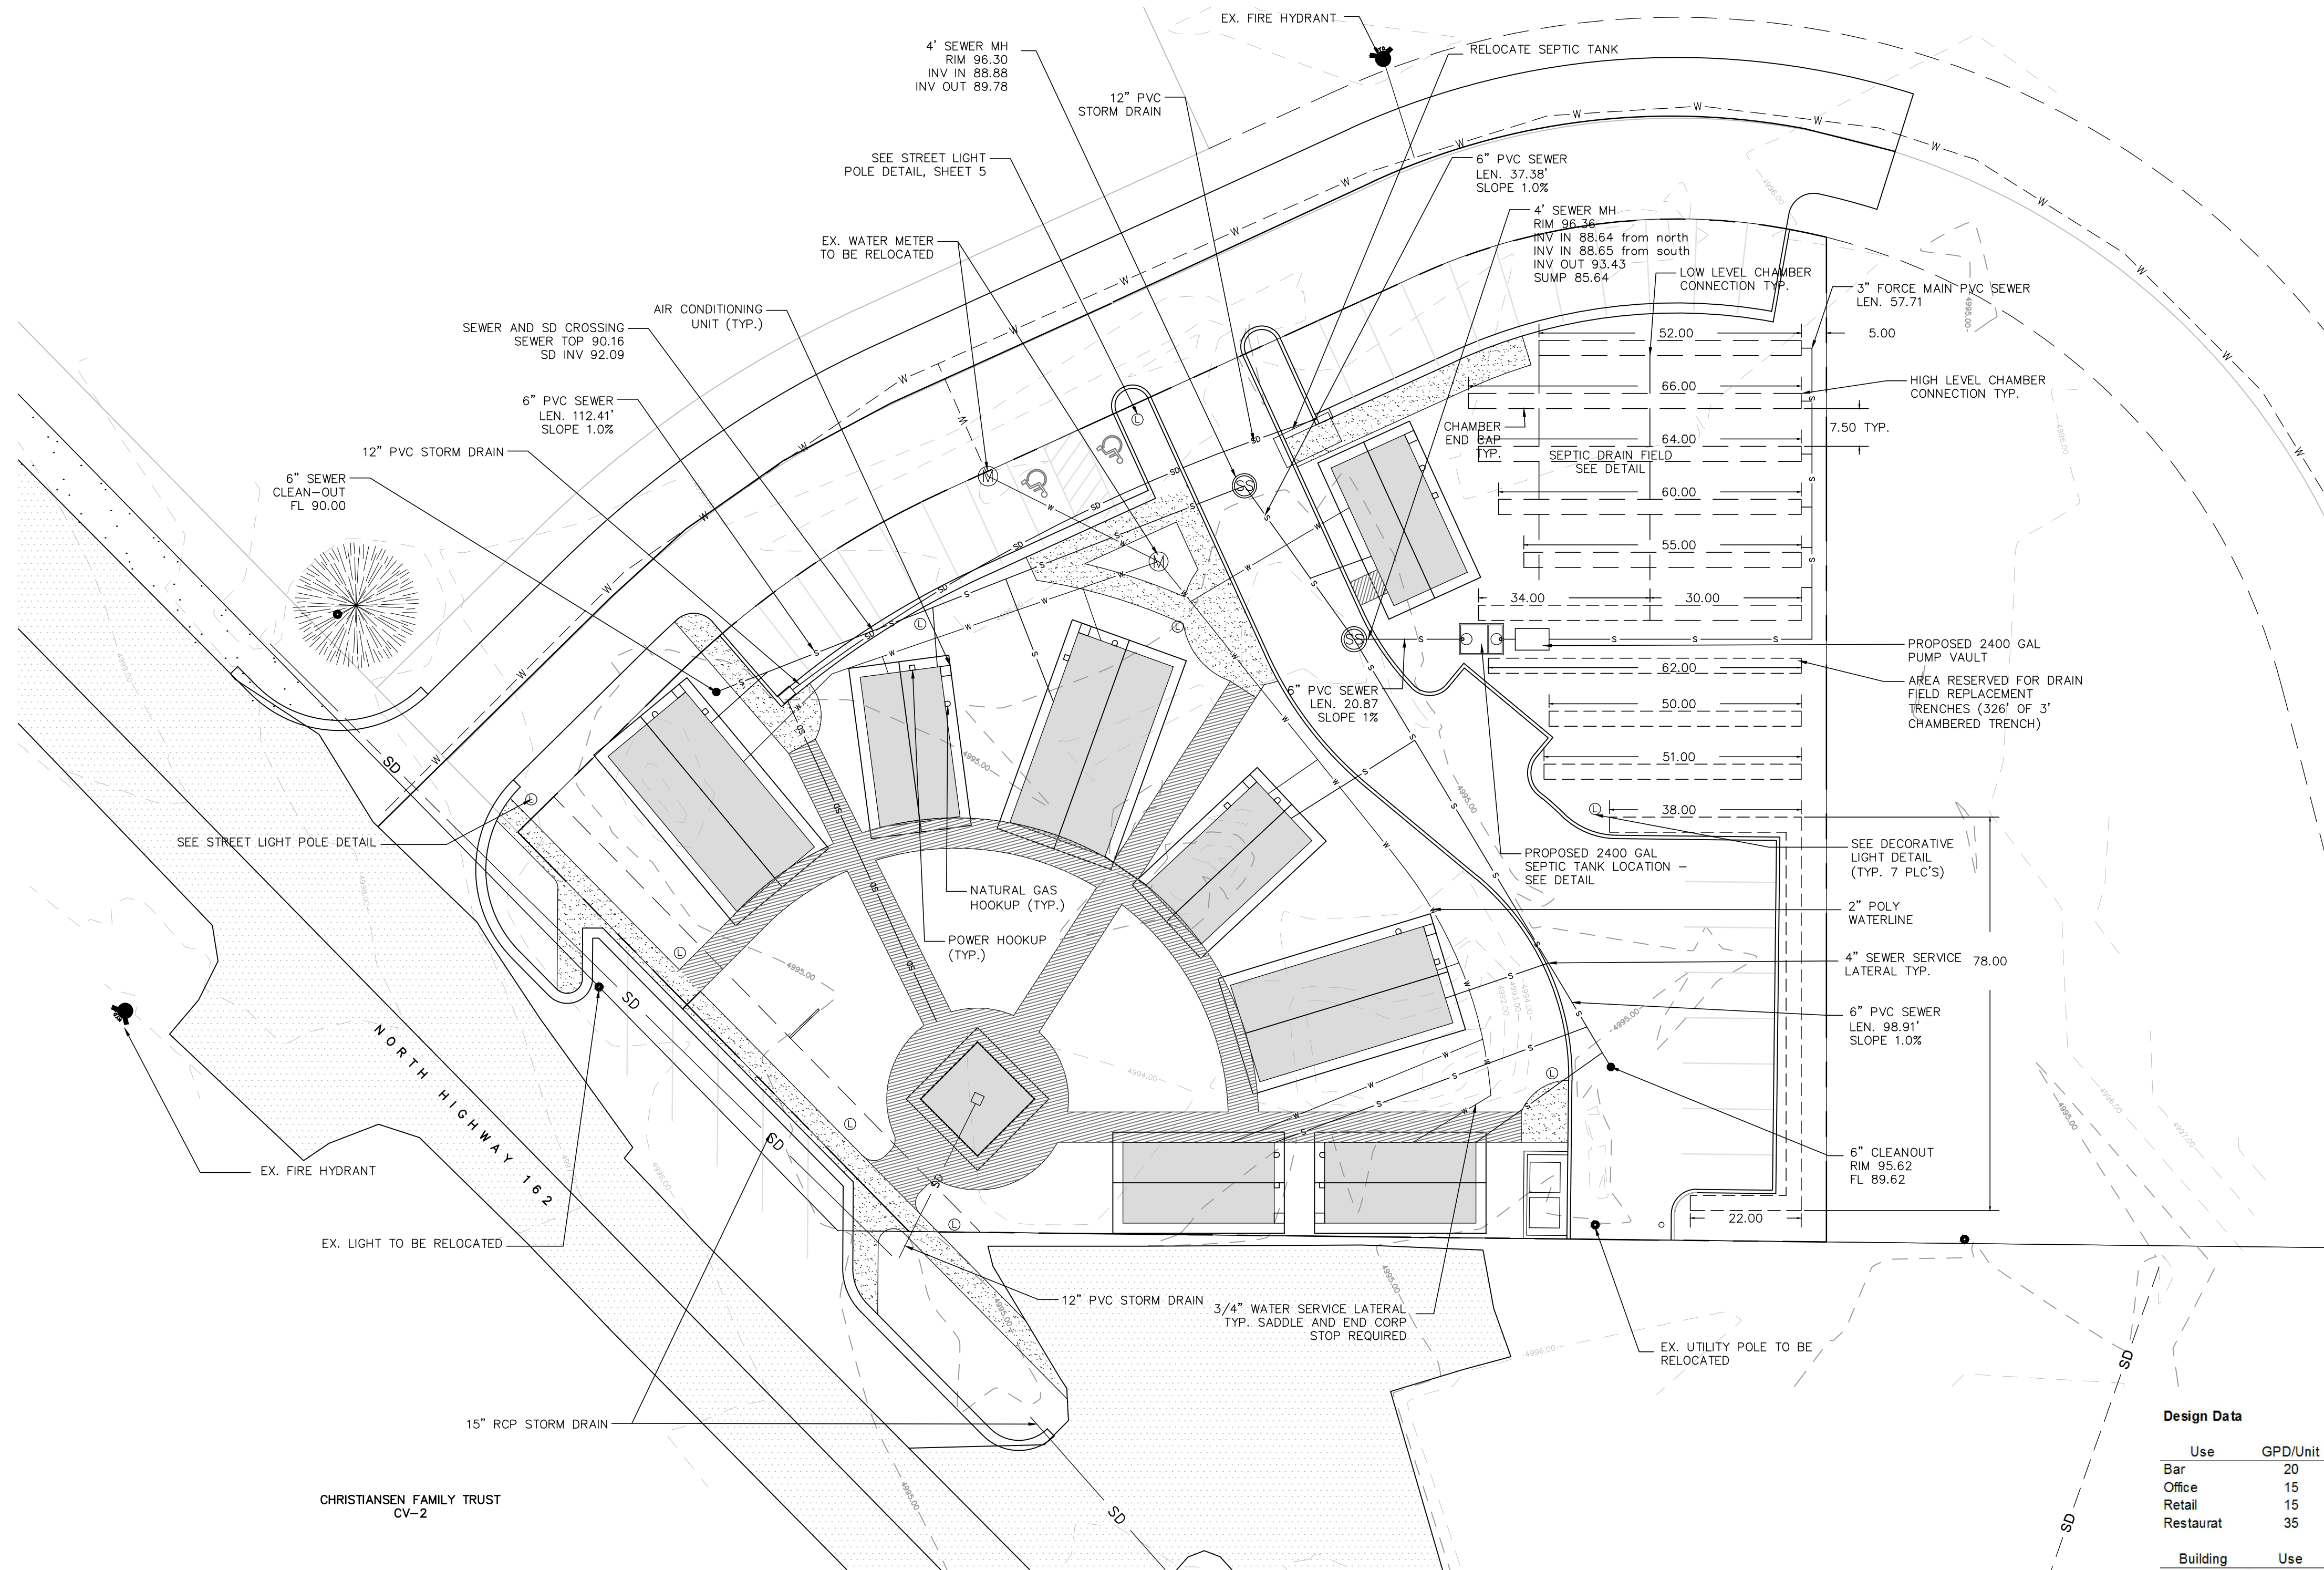 EX. FIRE HYDRANT
4' SEWER MH
RIM 96.30
INV IN 88.88
INV OUT 89.78
RELOCATE SEPTIC TANK
12" PVC
STORM DRAIN
SEE STREET LIGHT
POLE DETAIL, SHEET 5
6" PVC SEWER
LEN. 37.38'
SLOPE 1.0%
4' SEWER MH
RIM 96.36
INV IN 88.64 from north
INV IN 88.65 from south
INV OUT 93.43
SUMP 85.64
EX. WATER METER
TO BE RELOCATED
LOW LEVEL CHAMBER
CONNECTION TYP.
3" FORCE MAIN PVC SEWER
LEN. 57.71
AIR CONDITIONING
UNIT (TYP.)
SEWER AND SD CROSSING
SEWER TOP 90.16
SD INV 92.09
52.00
5.00
66.00
HIGH LEVEL CHAMBER
CONNECTION TYP.
6" PVC SEWER
LEN. 112.41'
SLOPE 1.0%
CHAMBER
END CAP
TYP.
7.50 TYP.
64.00
SEPTIC DRAIN FIELD
SEE DETAIL
12" PVC STORM DRAIN
6" SEWER
CLEAN-OUT
FL 90.00
60.00
55.00
34.00
30.00
PROPOSED 2400 GAL
PUMP VAULT
62.00
AREA RESERVED FOR DRAIN
FIELD REPLACEMENT
TRENCHES (326' OF 3'
CHAMBERED TRENCH)
6" PVC SEWER
LEN. 20.87
SLOPE 1%
50.00
51.00
38.00
SEE STREET LIGHT POLE DETAIL
PROPOSED 2400 GAL
SEPTIC TANK LOCATION -
SEE DETAIL
SEE DECORATIVE
LIGHT DETAIL
(TYP. 7 PLC'S)
NATURAL GAS
HOOKUP (TYP.)
2" POLY
WATERLINE
POWER HOOKUP
(TYP.)
4" SEWER SERVICE
LATERAL TYP.
78.00
6" PVC SEWER
LEN. 98.91'
SLOPE 1.0%
NORTH HIGHWAY 162
EX. FIRE HYDRANT
6" CLEANOUT
RIM 95.62
FL 89.62
22.00
EX. LIGHT TO BE RELOCATED
12" PVC STORM DRAIN
3/4" WATER SERVICE LATERAL
TYP. SADDLE AND END CORP
STOP REQUIRED
EX. UTILITY POLE TO BE
RELOCATED
15" RCP STORM DRAIN
CHRISTIANSEN FAMILY TRUST
CV-2
Design Data
Use GPD/Unit
Bar 20
Office 15
Retail 15
Restaurat 35
Building Use